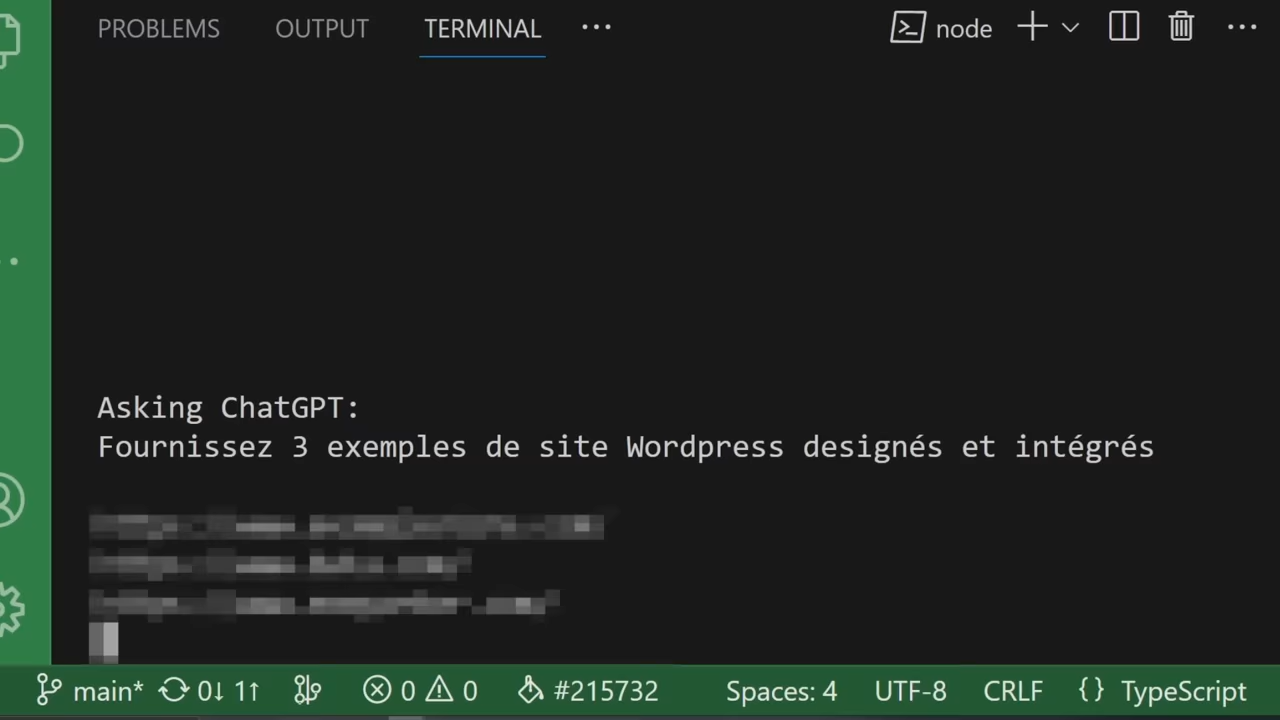 PROBLEMS OUTPUT TERMINAL ··· node
Asking ChatGPT:
Fournissez 3 exemples de site Wordpress designés et intégrés
main* 0↓ 1↑ 0 0 #215732 Spaces: 4 UTF-8 CRLF {} TypeScript